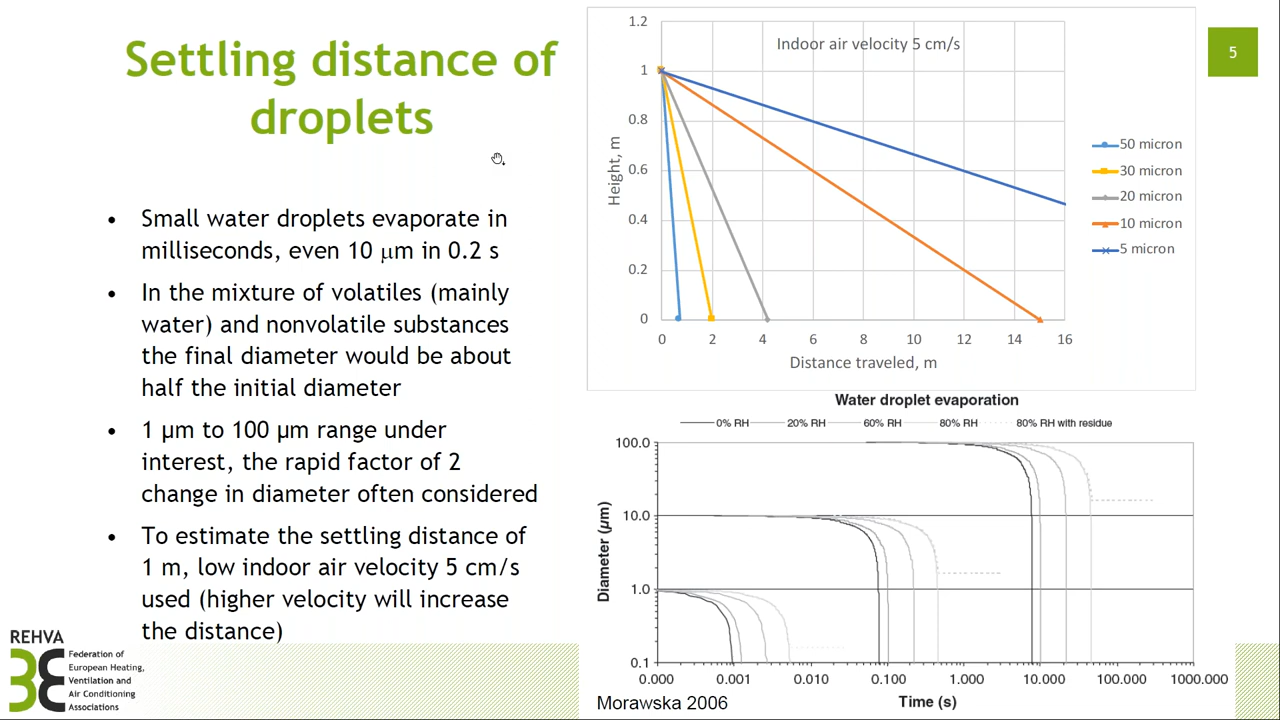 Settling distance of
droplets
• Small water droplets evaporate in
milliseconds, even 10 μm in 0.2 s
• In the mixture of volatiles (mainly
water) and nonvolatile substances
the final diameter would be about
half the initial diameter
• 1 μm to 100 μm range under
interest, the rapid factor of 2
change in diameter often considered
• To estimate the settling distance of
1 m, low indoor air velocity 5 cm/s
used (higher velocity will increase
the distance)
REHVA
Federation of
European Heating,
Ventilation and
Air Conditioning
Associations
Indoor air velocity 5 cm/s
1.2
1
0.8
0.6
0.4
0.2
0
Height, m
0 2 4 6 8 10 12 14 16
Distance traveled, m
50 micron
30 micron
20 micron
10 micron
5 micron
5
Water droplet evaporation
0% RH 20% RH 60% RH 80% RH 80% RH with residue
100.0
10.0
1.0
0.1
Diameter (μm)
0.000 0.001 0.010 0.100 1.000 10.000 100.000 1000.000
Time (s)
Morawska 2006